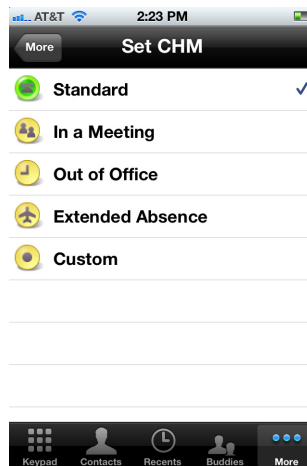 AT&T 2:23 PM
More Set CHM
Standard
In a Meeting
Out of Office
Extended Absence
Custom
Keypad Contacts Recents Buddies More